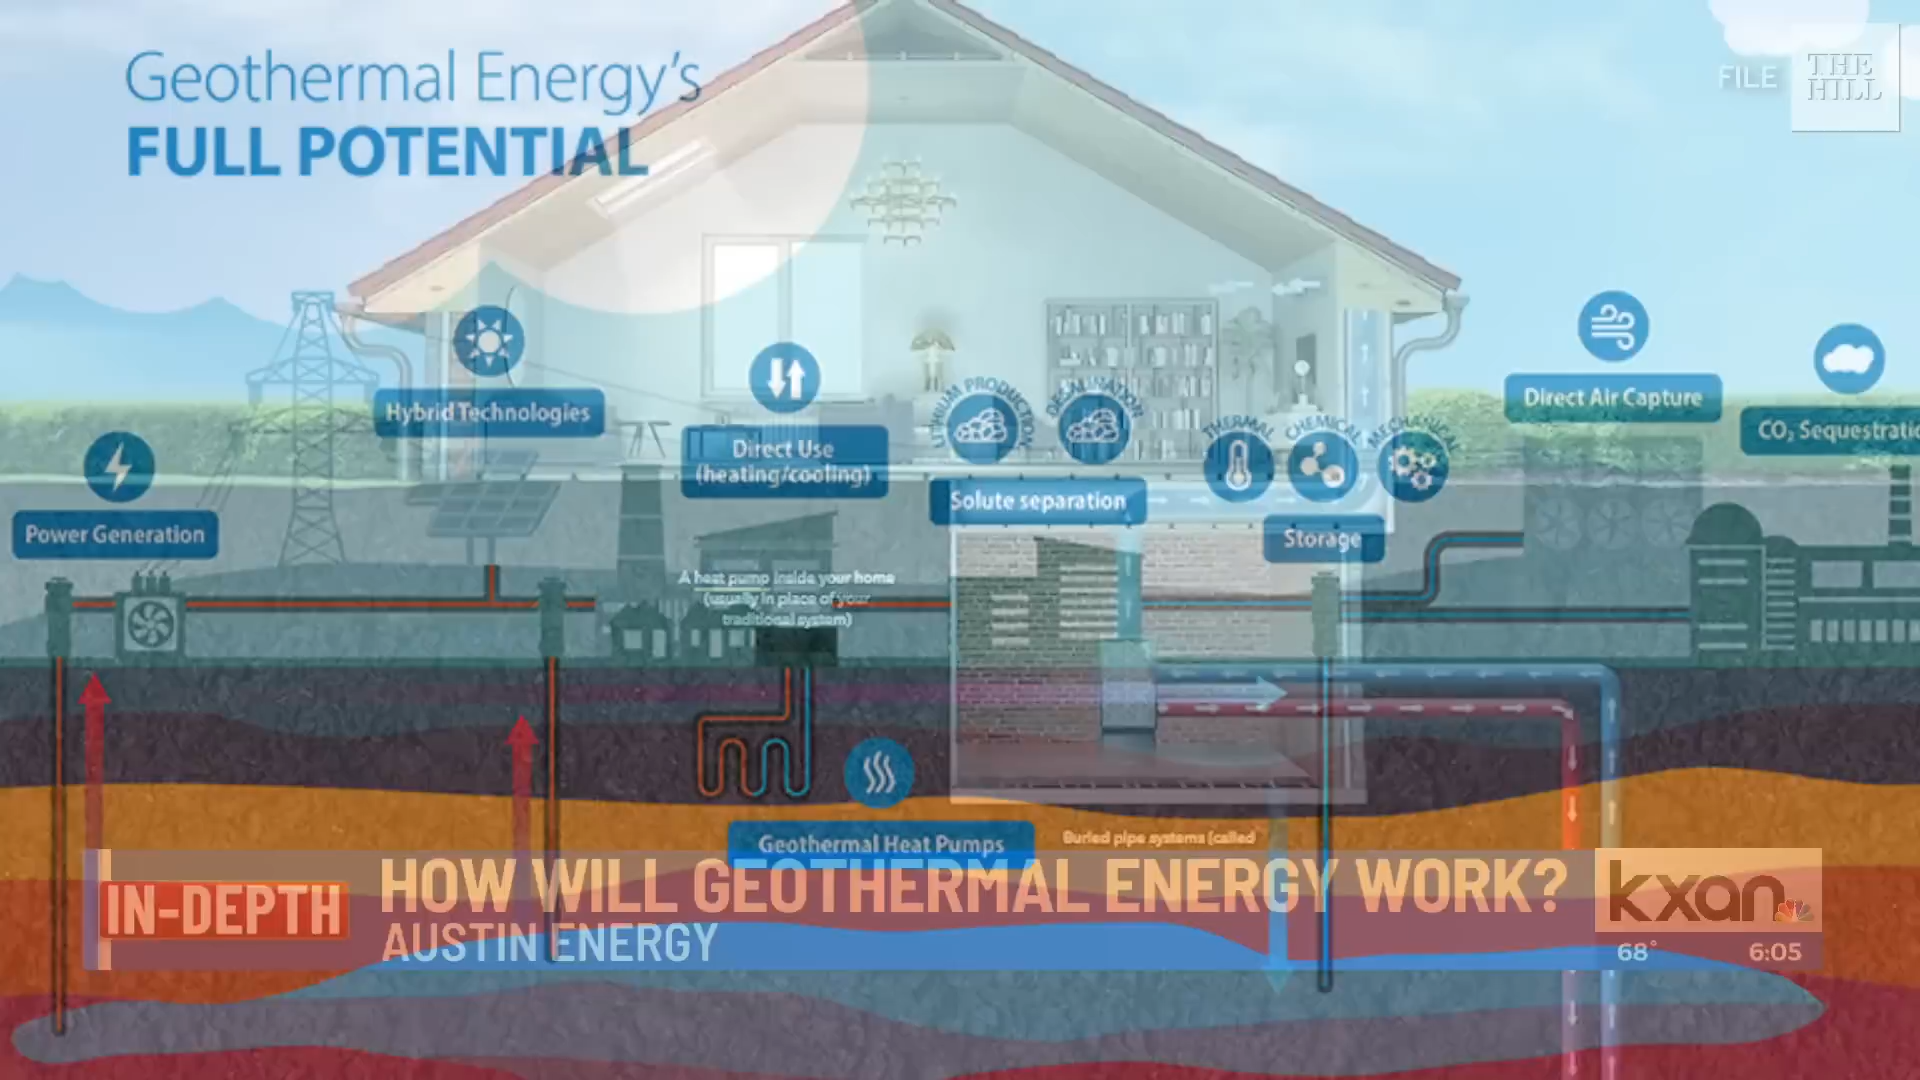 Geothermal Energy's
FULL POTENTIAL
FILE
THE
HILL
Hybrid Technologies
Direct Use
(heating/cooling)
LITHIUM PRODUCTION
DESALINATION
THERMAL
CHEMICAL
MECHANICAL
Direct Air Capture
CO₂ Sequestratio
Power Generation
Solute separation
Storage
A heat pump inside your home
(usually in place of your
traditional system)
Geothermal Heat Pumps
Buried pipe systems (called
IN-DEPTH
HOW WILL GEOTHERMAL ENERGY WORK?
AUSTIN ENERGY
kxan
68°
6:05